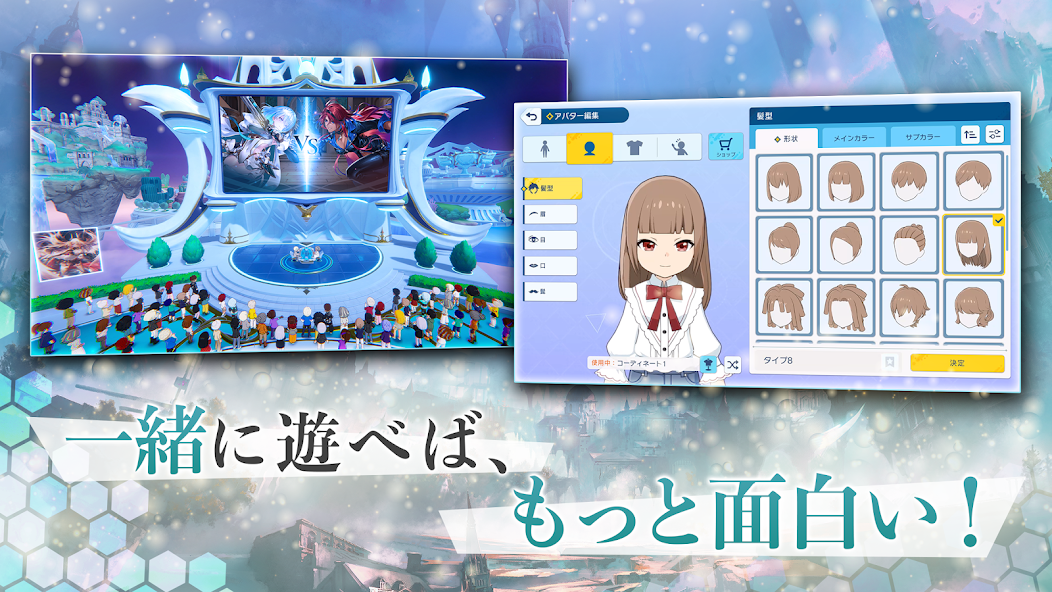 VS
アバター編集
ショップ
髪型
眉
目
口
髭
使用中：コーディネート1
髪型
形状
メインカラー
サブカラー
タイプ8
決定
一緒に遊べば、
もっと面白い！